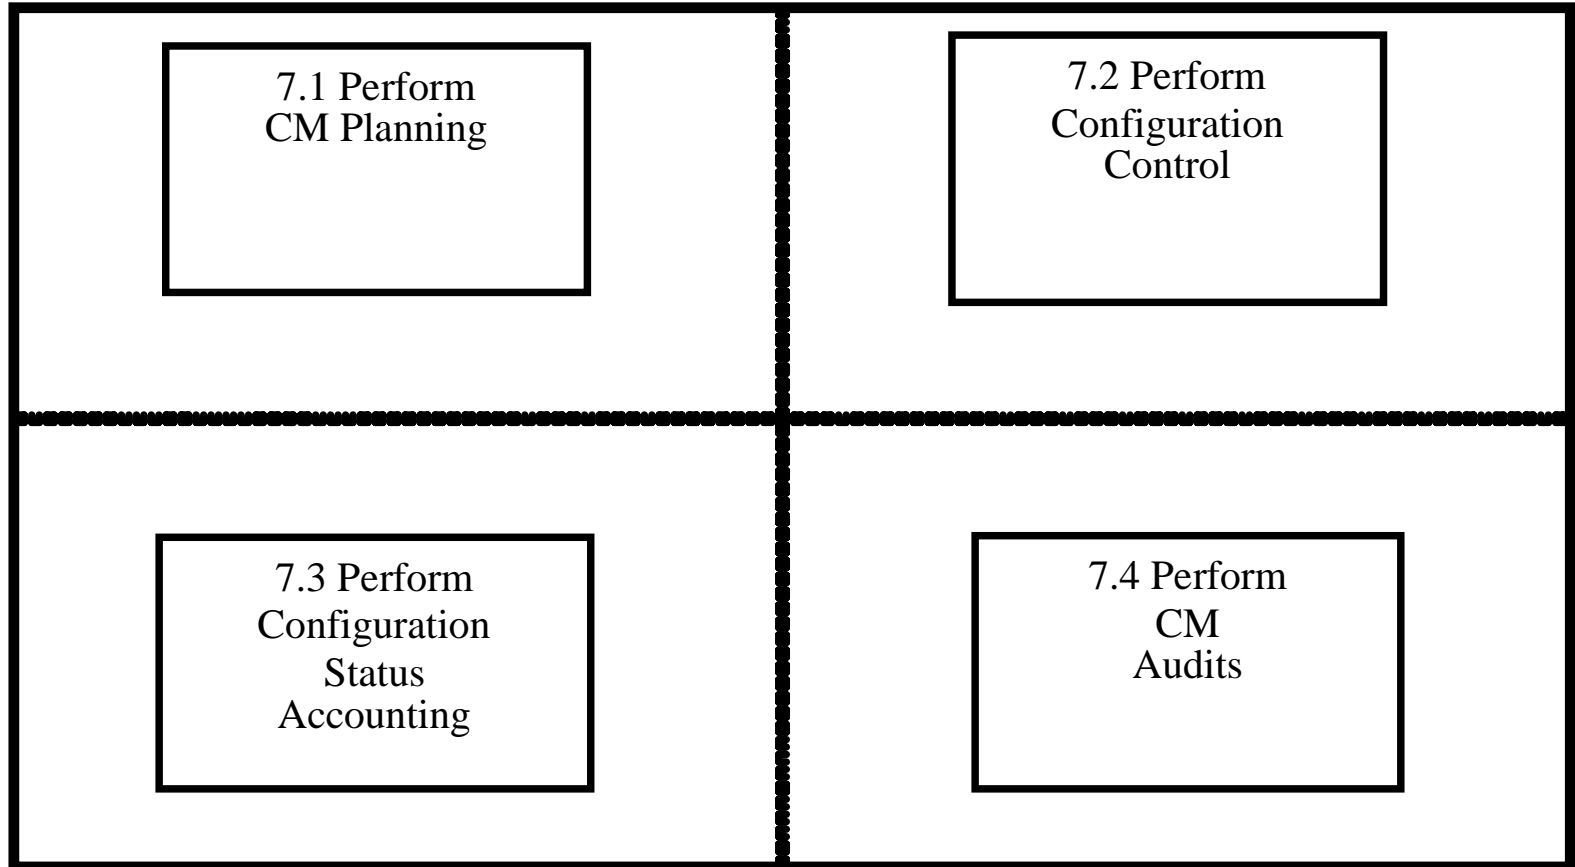 7.1 Perform
CM Planning
7.2 Perform
Configuration
Control
7.3 Perform
Configuration
Status
Accounting
7.4 Perform
CM
Audits